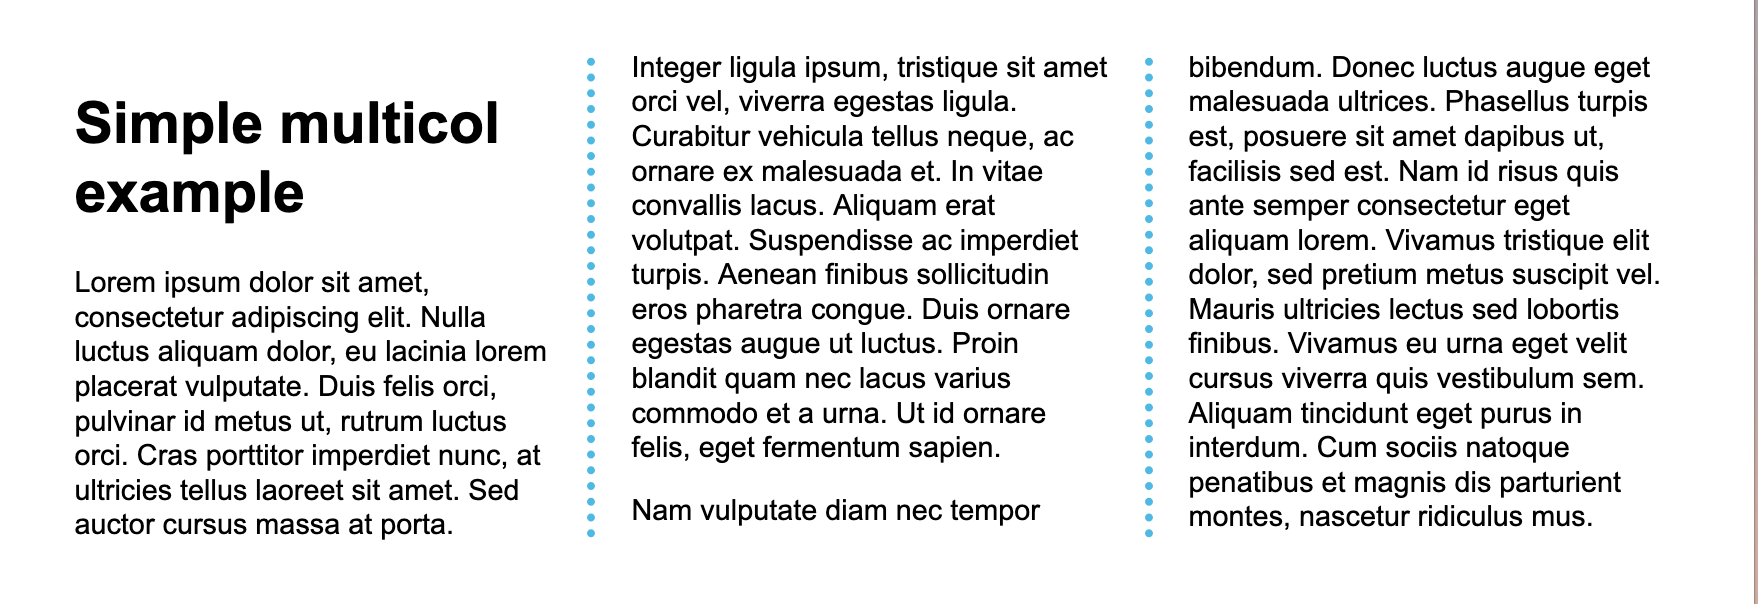 Simple multicol
example
Lorem ipsum dolor sit amet,
consectetur adipiscing elit. Nulla
luctus aliquam dolor, eu lacinia lorem
placerat vulputate. Duis felis orci,
pulvinar id metus ut, rutrum luctus
orci. Cras porttitor imperdiet nunc, at
ultricies tellus laoreet sit amet. Sed
auctor cursus massa at porta.
Integer ligula ipsum, tristique sit amet
orci vel, viverra egestas ligula.
Curabitur vehicula tellus neque, ac
ornare ex malesuada et. In vitae
convallis lacus. Aliquam erat
volutpat. Suspendisse ac imperdiet
turpis. Aenean finibus sollicitudin
eros pharetra congue. Duis ornare
egestas augue ut luctus. Proin
blandit quam nec lacus varius
commodo et a urna. Ut id ornare
felis, eget fermentum sapien.
Nam vulputate diam nec tempor
bibendum. Donec luctus augue eget
malesuada ultrices. Phasellus turpis
est, posuere sit amet dapibus ut,
facilisis sed est. Nam id risus quis
ante semper consectetur eget
aliquam lorem. Vivamus tristique elit
dolor, sed pretium metus suscipit vel.
Mauris ultricies lectus sed lobortis
finibus. Vivamus eu urna eget velit
cursus viverra quis vestibulum sem.
Aliquam tincidunt eget purus in
interdum. Cum sociis natoque
penatibus et magnis dis parturient
montes, nascetur ridiculus mus.